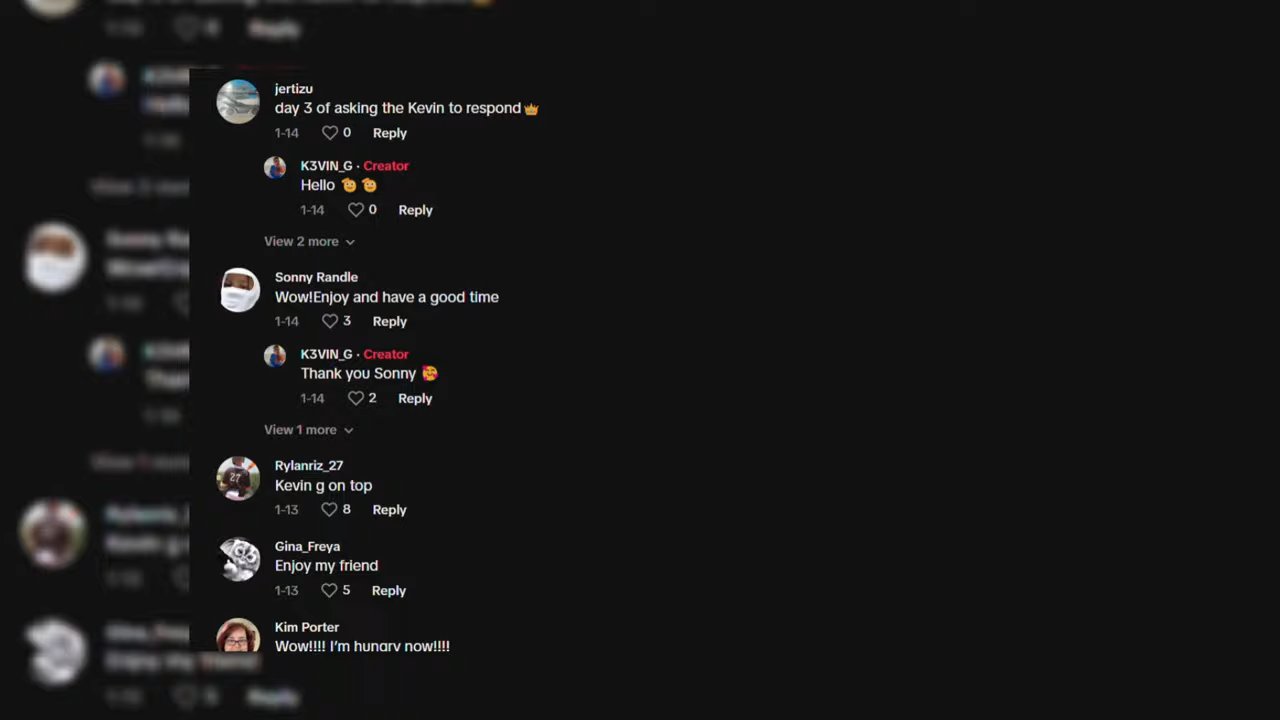 jertizu
day 3 of asking the Kevin to respond👑
1-14 0 Reply
K3VIN_G · Creator
Hello 🫡 🫡
1-14 0 Reply
View 2 more
Sonny Randle
Wow!Enjoy and have a good time
1-14 3 Reply
K3VIN_G · Creator
Thank you Sonny 🥰
1-14 2 Reply
View 1 more
Rylanriz_27
Kevin g on top
1-13 8 Reply
Gina_Freya
Enjoy my friend
1-13 5 Reply
Kim Porter
Wow!!!! I'm hungry now!!!!